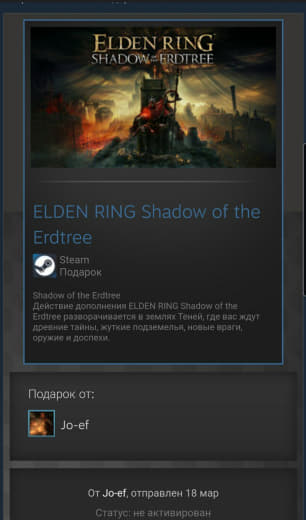 ELDEN RING
SHADOW OF THE ERDTREE
ELDEN RING Shadow of the
Erdtree
Steam
Подарок
Shadow of the Erdtree
Действие дополнения ELDEN RING Shadow of the
Erdtree разворачивается в землях Теней, где вас ждут
древние тайны, жуткие подземелья, новые враги,
оружие и доспехи.
Подарок от:
Jo-ef
От Jo-ef, отправлен 18 мар
Статус: не активирован